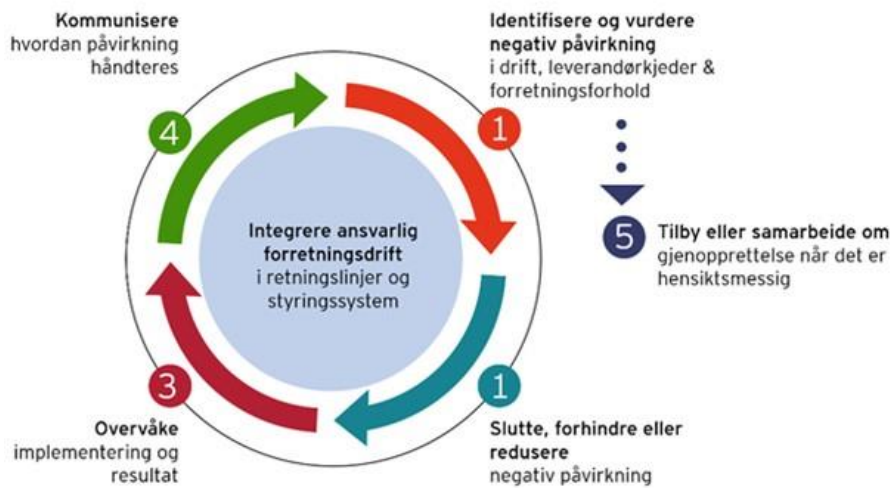 Kommunisere
hvordan påvirkning
håndteres
4
Identifisere og vurdere
negativ påvirkning
i drift, leverandørkjeder &
forretningsforhold
1
5
Tilby eller samarbeide om
gjenopprettelse når det er
hensiktsmessig
Integrere ansvarlig
forretningsdrift
i retningslinjer og
styringssystem
3
Overvåke
implementering og
resultat
1
Slutte, forhindre eller
redusere
negativ påvirkning